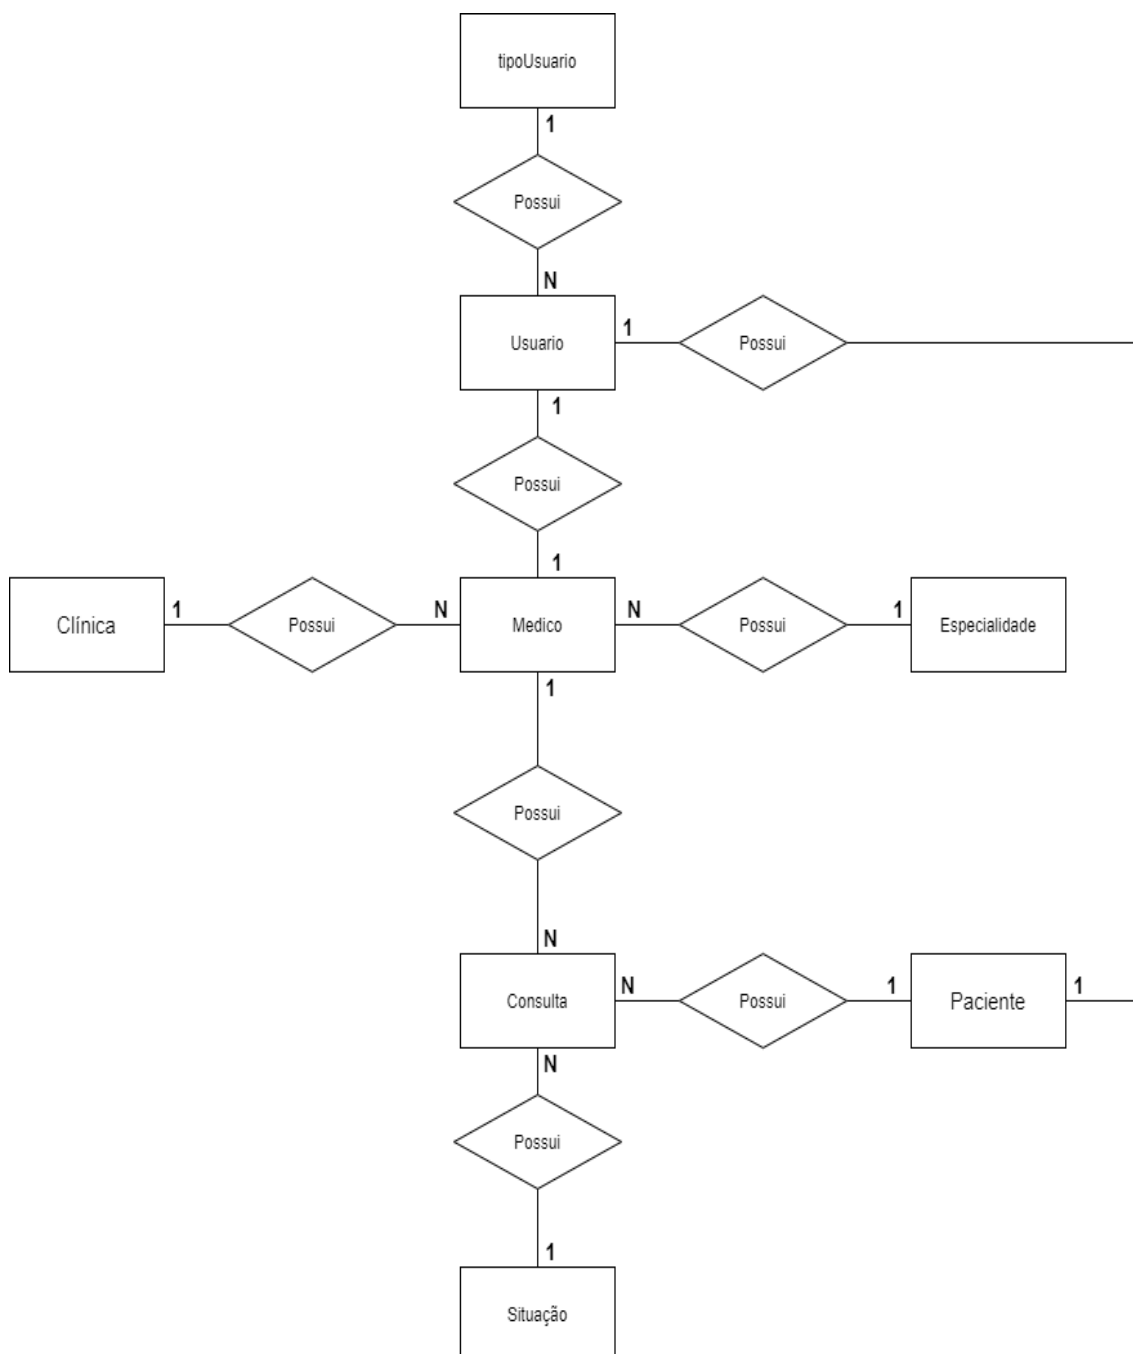 tipoUsuario
1
Possui
N
Usuario
1
Possui
1
Possui
1
Clínica
1
Possui
N
Medico
N
Possui
1
Especialidade
1
Possui
N
Consulta
N
Possui
1
Paciente
1
N
Possui
1
Situação